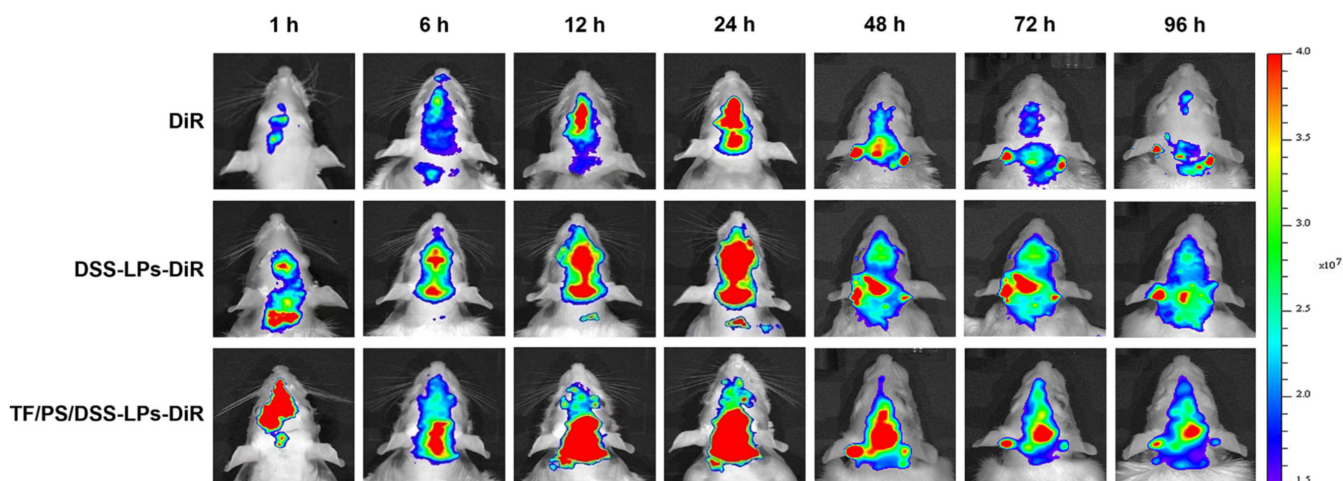 1 h 6 h 12 h 24 h 48 h 72 h 96 h
DiR
DSS-LPs-DiR
TF/PS/DSS-LPs-DiR
4.0
3.5
3.0
x10⁷
2.5
2.0
1.5